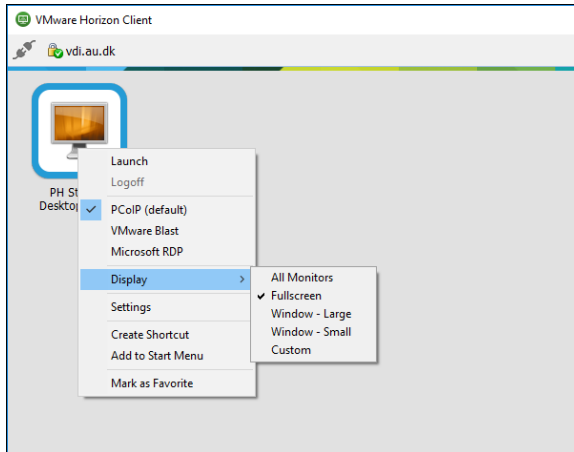 VMware Horizon Client
vdi.au.dk
PH St
Desktop
Launch
Logoff
PCoIP (default)
VMware Blast
Microsoft RDP
Display
Settings
Create Shortcut
Add to Start Menu
Mark as Favorite
All Monitors
Fullscreen
Window - Large
Window - Small
Custom